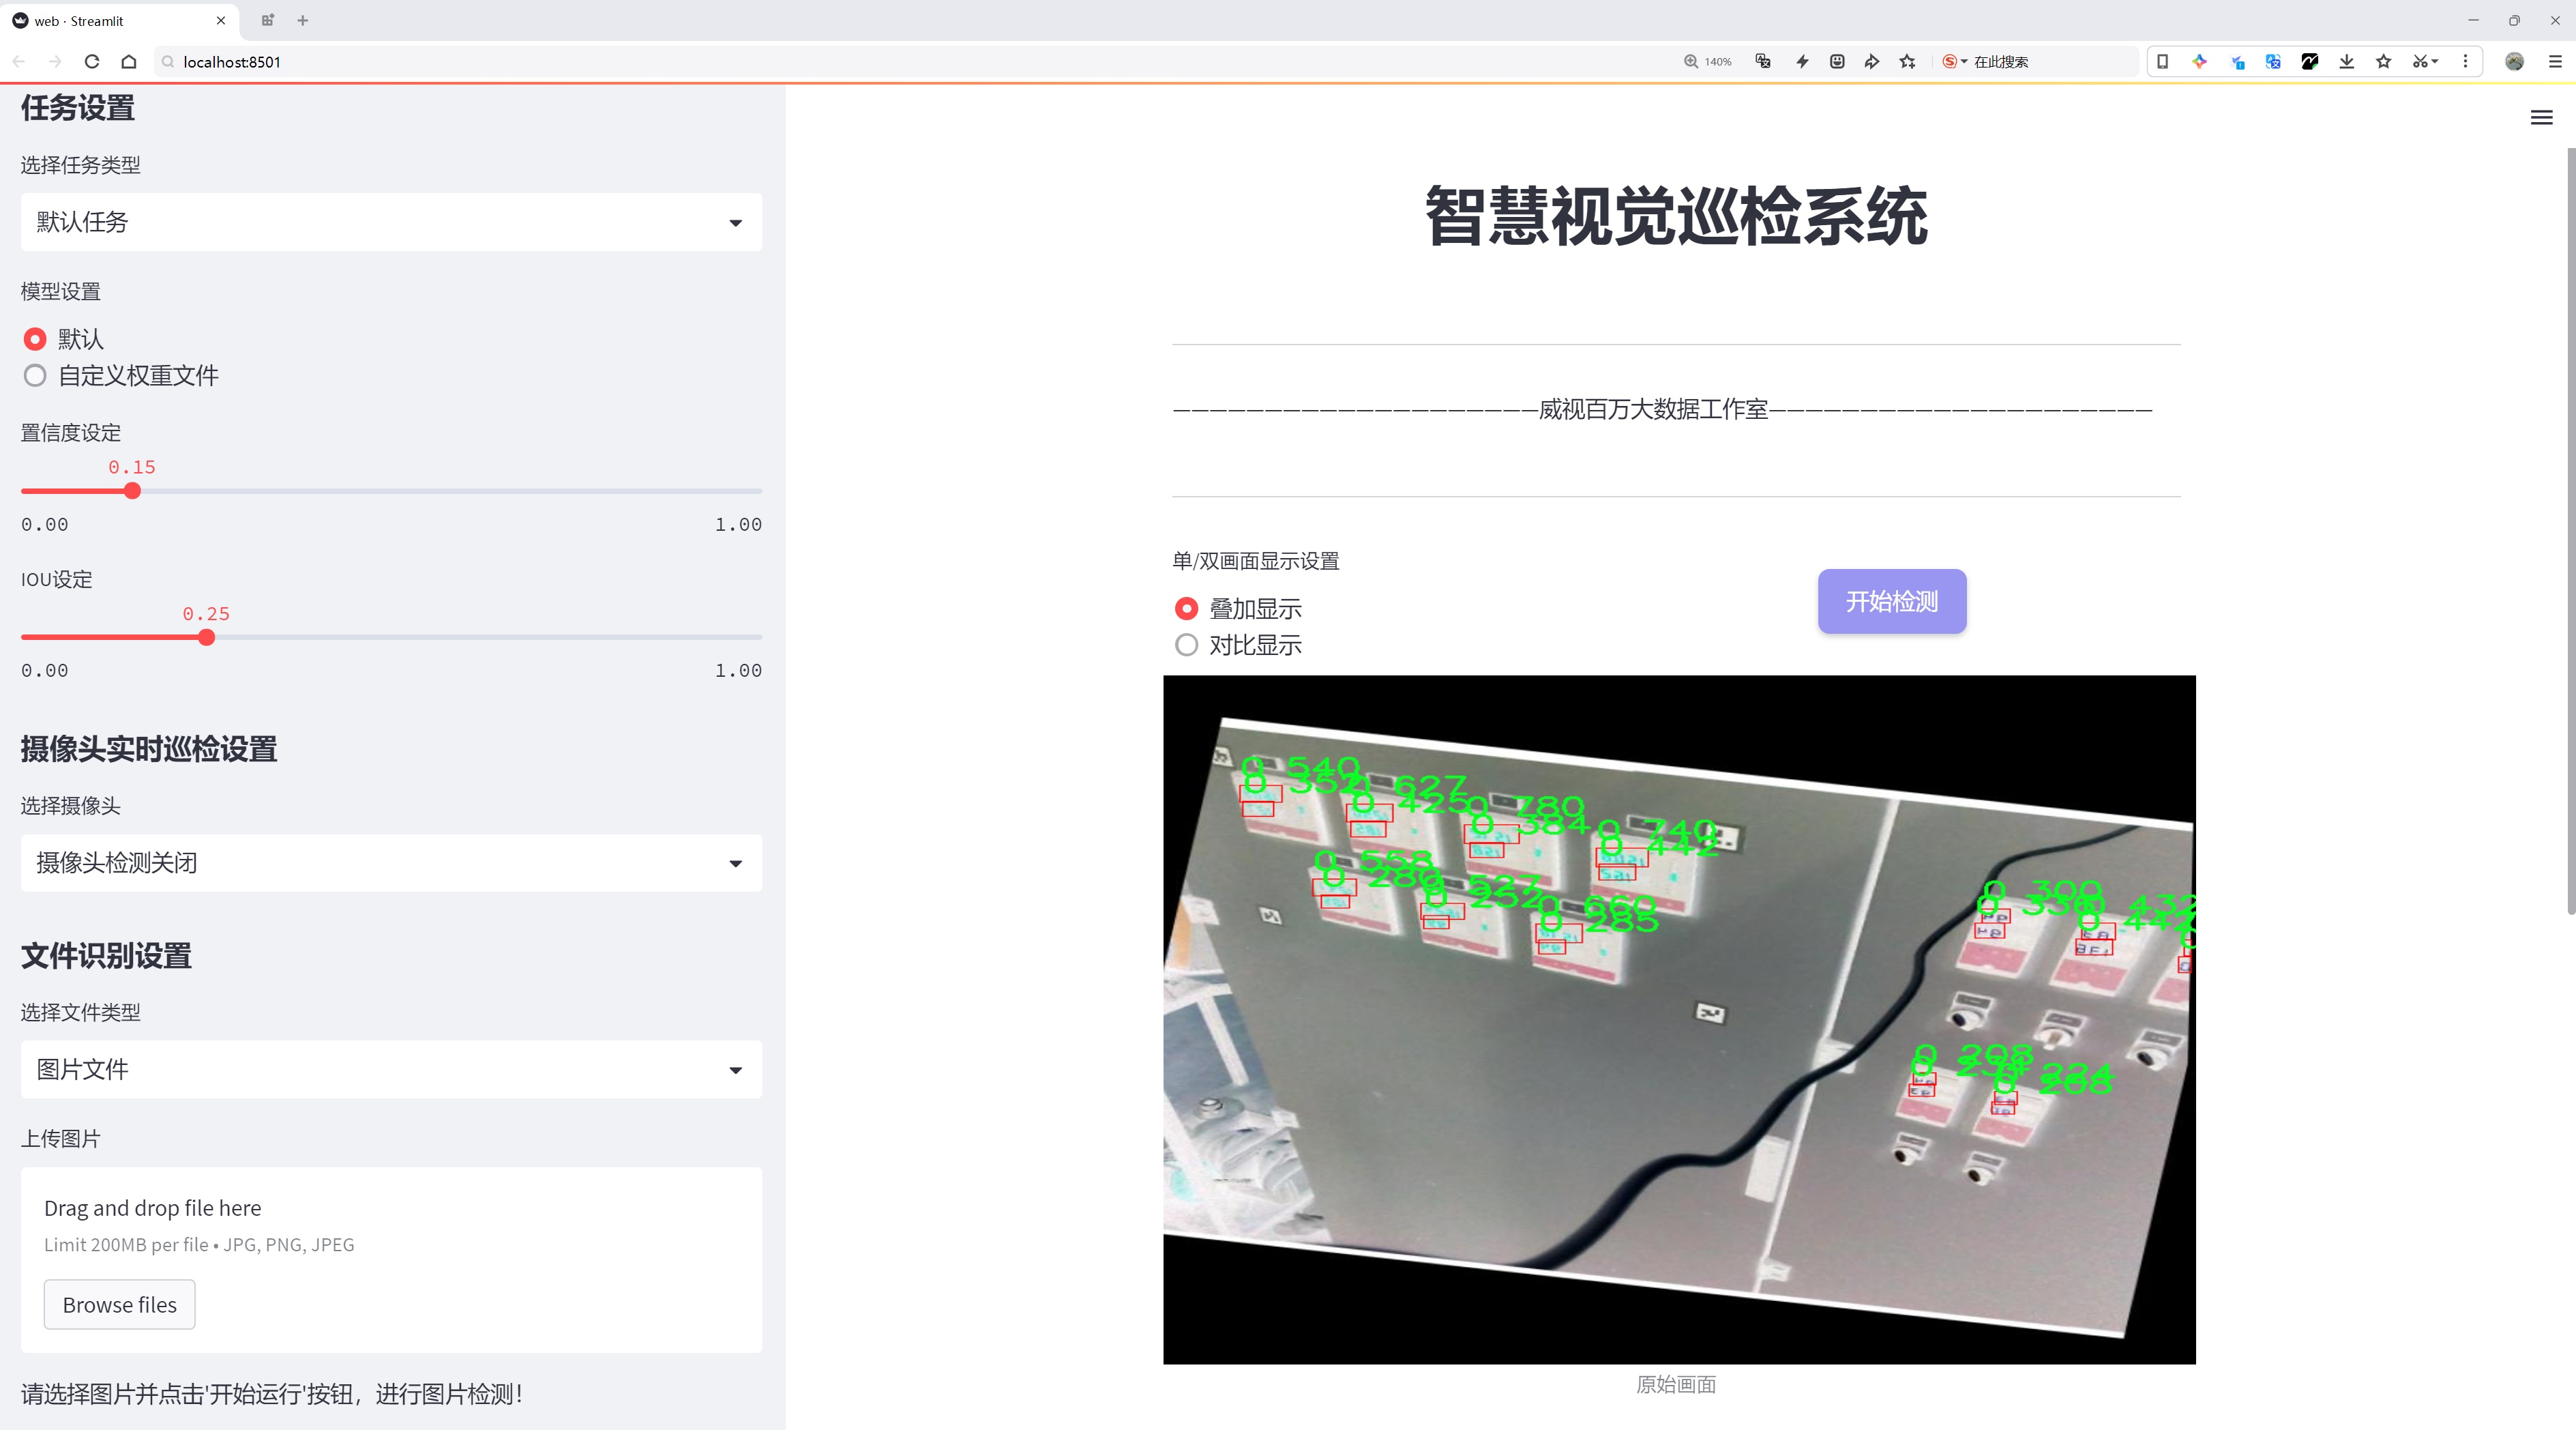 web · Streamlit
localhost:8501
140%
在此搜索
任务设置
选择任务类型
默认任务
模型设置
默认
自定义权重文件
置信度设定
0.15
0.00
1.00
IOU设定
0.25
0.00
1.00
摄像头实时巡检设置
选择摄像头
摄像头检测关闭
文件识别设置
选择文件类型
图片文件
上传图片
Drag and drop file here
Limit 200MB per file • JPG, PNG, JPEG
Browse files
请选择图片并点击'开始运行'按钮，进行图片检测！
智慧视觉巡检系统
—————————————————————威视百万大数据工作室—————————————————————
单/双画面显示设置
叠加显示
对比显示
开始检测
0 540
0 352
0 627
0 425
0 780
0 384
0 740
0 442
0 558
0 280
0 527
0 252
0 660
0 285
0 300
0 336
0 432
0 298
0 224
0 268
原始画面